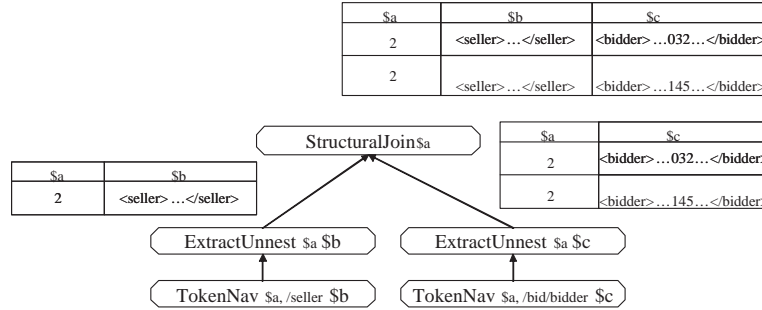 $a $b $c
2 <seller>...</seller> <bidder>...032...</bidder>
2 <seller>...</seller> <bidder>...145...</bidder>
StructuralJoin$a
$a $c
2 <bidder>...032...</bidder>
2 <bidder>...145...</bidder>
$a $b
2 <seller>...</seller>
ExtractUnnest $a $b
ExtractUnnest $a $c
TokenNav $a, /seller $b
TokenNav $a, /bid/bidder $c